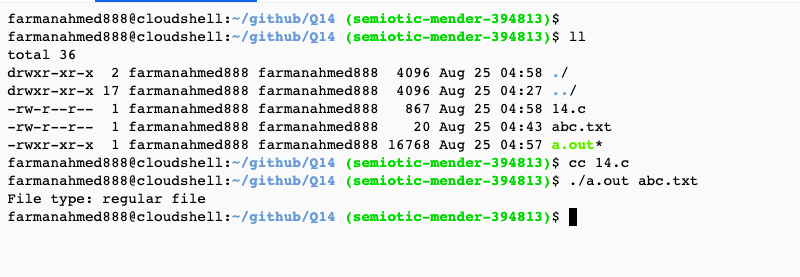 farmanahmed888@cloudshell:~/github/Q14 (semiotic-mender-394813)$
farmanahmed888@cloudshell:~/github/Q14 (semiotic-mender-394813)$ ll
total 36
drwxr-xr-x  2 farmanahmed888 farmanahmed888  4096 Aug 25 04:58 ./
drwxr-xr-x 17 farmanahmed888 farmanahmed888  4096 Aug 25 04:27 ../
-rw-r--r--  1 farmanahmed888 farmanahmed888   867 Aug 25 04:58 14.c
-rw-r--r--  1 farmanahmed888 farmanahmed888    20 Aug 25 04:43 abc.txt
-rwxr-xr-x  1 farmanahmed888 farmanahmed888 16768 Aug 25 04:57 a.out*
farmanahmed888@cloudshell:~/github/Q14 (semiotic-mender-394813)$ cc 14.c
farmanahmed888@cloudshell:~/github/Q14 (semiotic-mender-394813)$ ./a.out abc.txt
File type: regular file
farmanahmed888@cloudshell:~/github/Q14 (semiotic-mender-394813)$